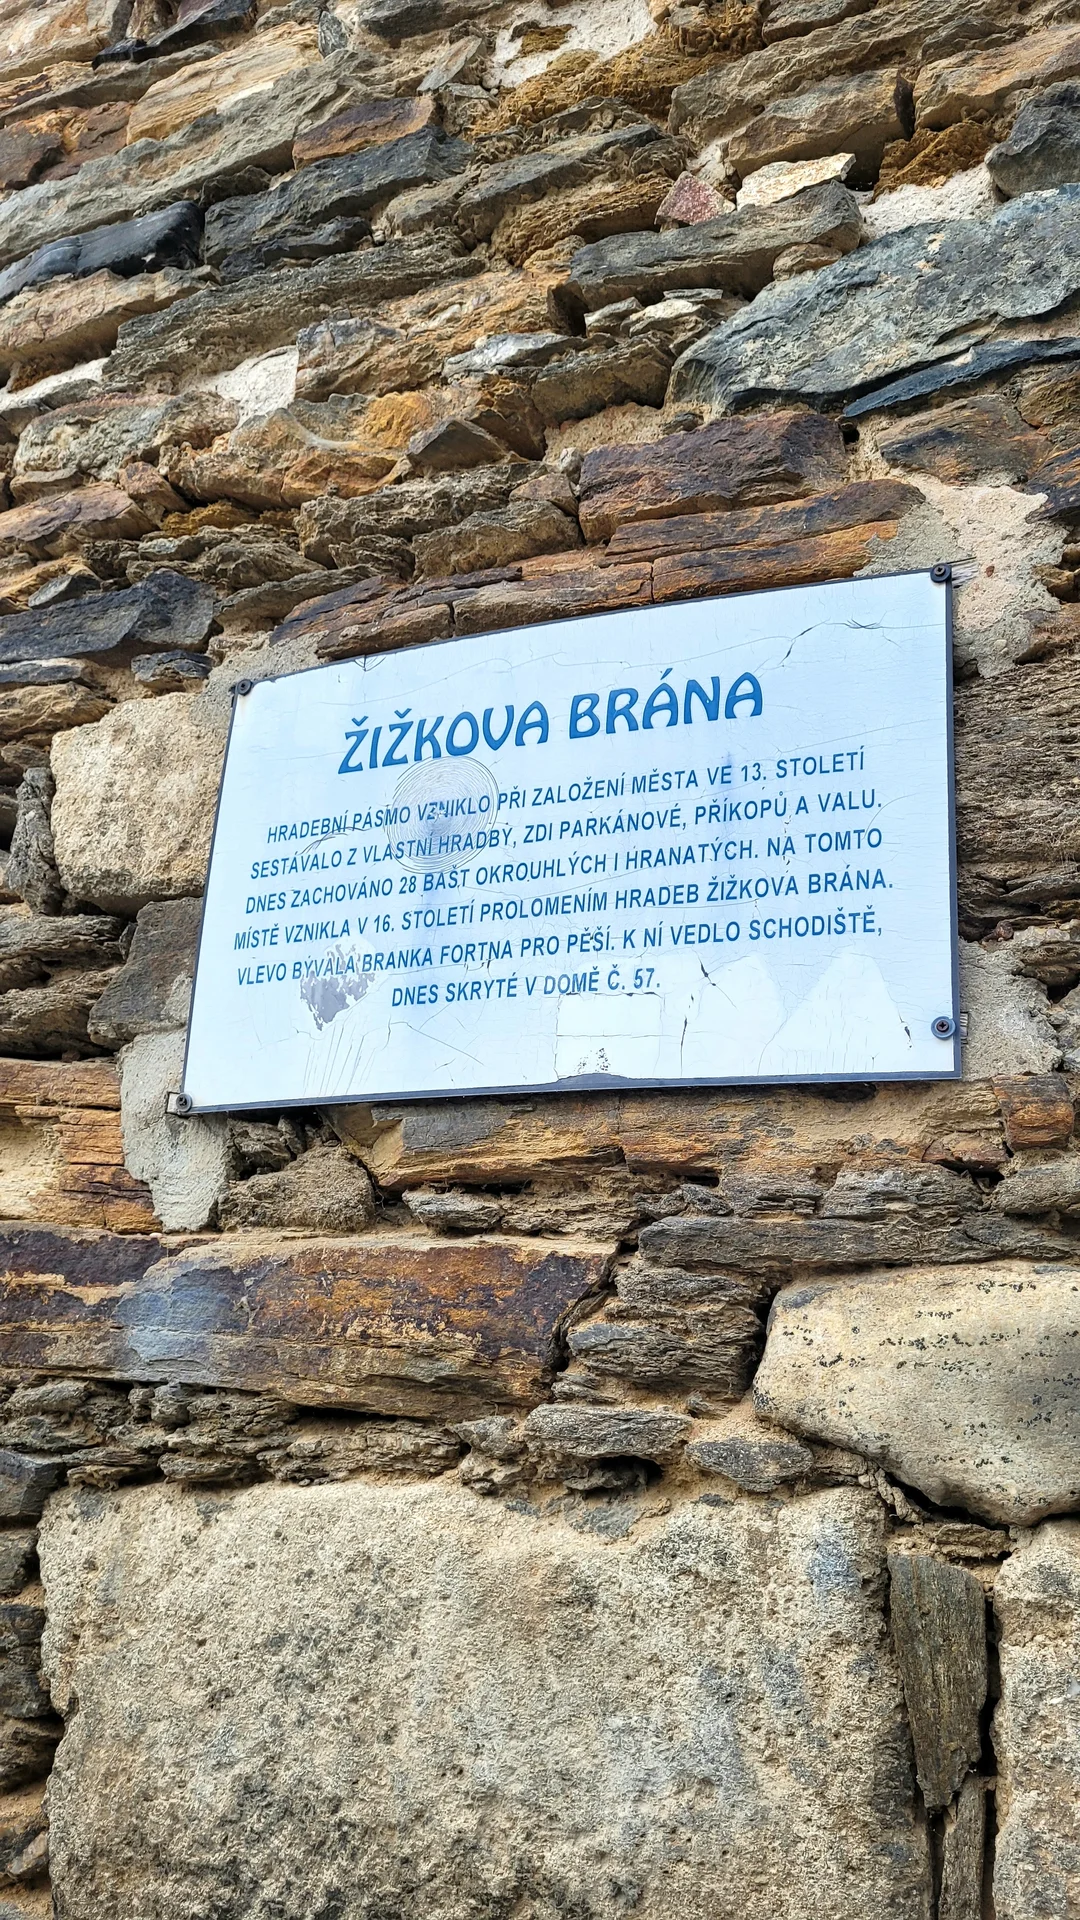 ŽIŽKOVA BRÁNA
HRADEBNÍ PÁSMO VZNIKLO PŘI ZALOŽENÍ MĚSTA VE 13. STOLETÍ
SESTÁVALO Z VLASTNÍ HRADBY, ZDI PARKÁNOVÉ, PŘÍKOPŮ A VALU.
DNES ZACHOVÁNO 28 BAŠT OKROUHLÝCH I HRANATÝCH. NA TOMTO
MÍSTĚ VZNIKLA V 16. STOLETÍ PROLOMENÍM HRADEB ŽIŽKOVA BRÁNA.
VLEVO BÝVALÁ BRANKA FORTNA PRO PĚŠÍ. K NÍ VEDLO SCHODIŠTĚ,
DNES SKRYTÉ V DOMĚ Č. 57.